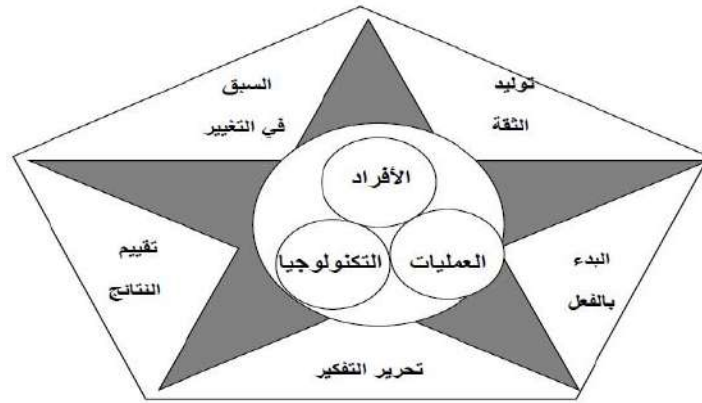 توليد
الثقة
السبق
في التغيير
الأفراد
العمليات
التكنولوجيا
البدء
بالفعل
تقييم
النتائج
تحرير التفكير